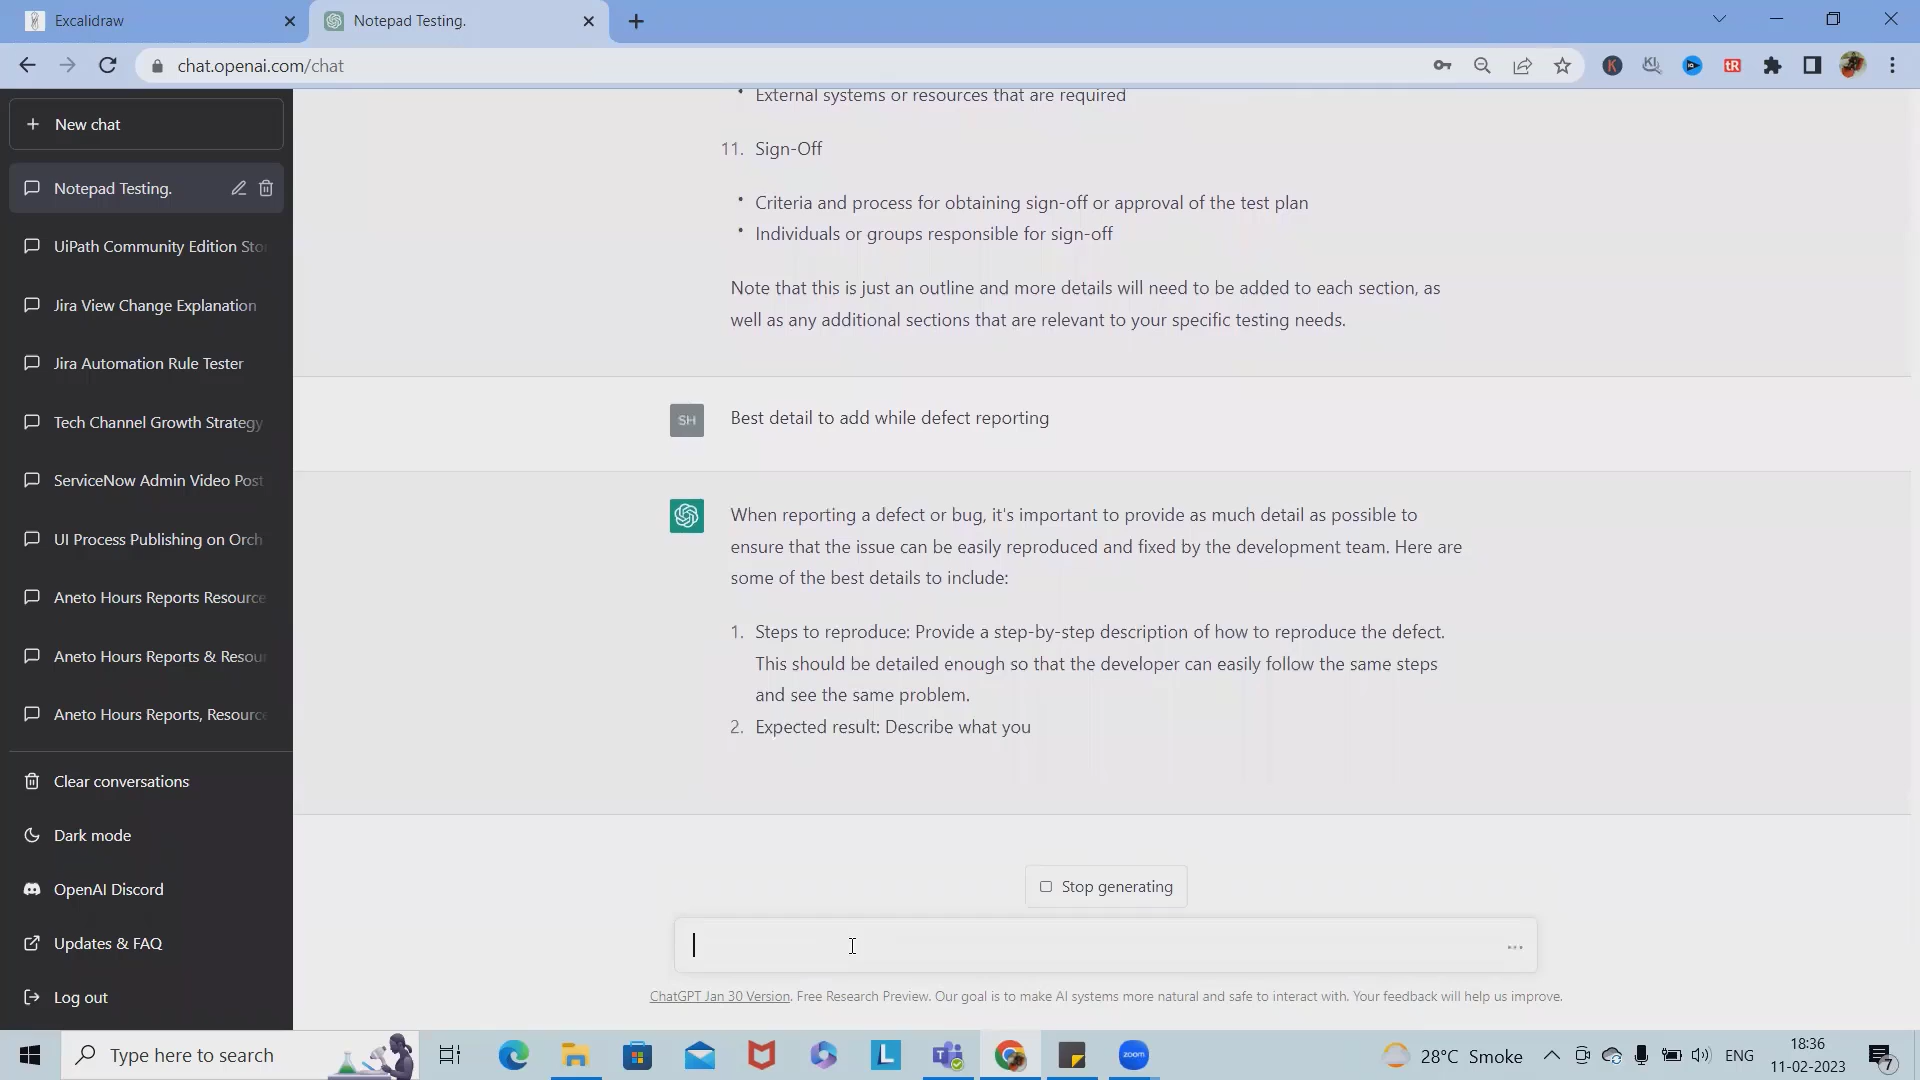 Excalidraw
Notepad Testing.
chat.openai.com/chat
New chat
Notepad Testing.
UiPath Community Edition Sto
Jira View Change Explanation
Jira Automation Rule Tester
Tech Channel Growth Strategy
ServiceNow Admin Video Post
UI Process Publishing on Orch
Aneto Hours Reports Resource
Aneto Hours Reports & Resou
Aneto Hours Reports, Resource
Clear conversations
Dark mode
OpenAI Discord
Updates & FAQ
Log out
• External systems or resources that are required
11. Sign-Off
• Criteria and process for obtaining sign-off or approval of the test plan
• Individuals or groups responsible for sign-off
Note that this is just an outline and more details will need to be added to each section, as
well as any additional sections that are relevant to your specific testing needs.
SH
Best detail to add while defect reporting
When reporting a defect or bug, it's important to provide as much detail as possible to
ensure that the issue can be easily reproduced and fixed by the development team. Here are
some of the best details to include:
1. Steps to reproduce: Provide a step-by-step description of how to reproduce the defect.
This should be detailed enough so that the developer can easily follow the same steps
and see the same problem.
2. Expected result: Describe what you
Stop generating
ChatGPT Jan 30 Version. Free Research Preview. Our goal is to make AI systems more natural and safe to interact with. Your feedback will help us improve.
Type here to search
L
zoom
28°C Smoke
ENG
18:36
11-02-2023
7